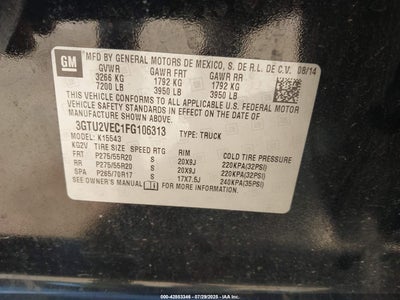 GM
MFD BY GENERAL MOTORS DE MEXICO, S. DE R.L. DE C.V. 08/14
GVWR GAWR FRT GAWR RR
3266 KG 1792 KG 1792 KG
7200 LB 3950 LB 3950 LB
THIS VEHICLE CONFORMS TO ALL APPLICABLE U.S. FEDERAL MOTOR
VEHICLE SAFETY STANDARDS IN EFFECT ON THE DATE OF
MANUFACTURE SHOWN ABOVE.
3GTU2VEC1FG106313 TYPE: TRUCK
MODEL: K15543
KG2V TIRE SIZE SPEED RTG RIM COLD TIRE PRESSURE
FRT P275/55R20 S 20X9J 220KPA(32PSI)
RR P275/55R20 S 20X9J 220KPA(32PSI)
SPA P265/70R17 S 17X7.5J 240KPA(35PSI)
SEE OWNER'S MANUAL FOR MORE INFORMATION.
000-42853346 - 07/29/2025 - IAA, Inc.